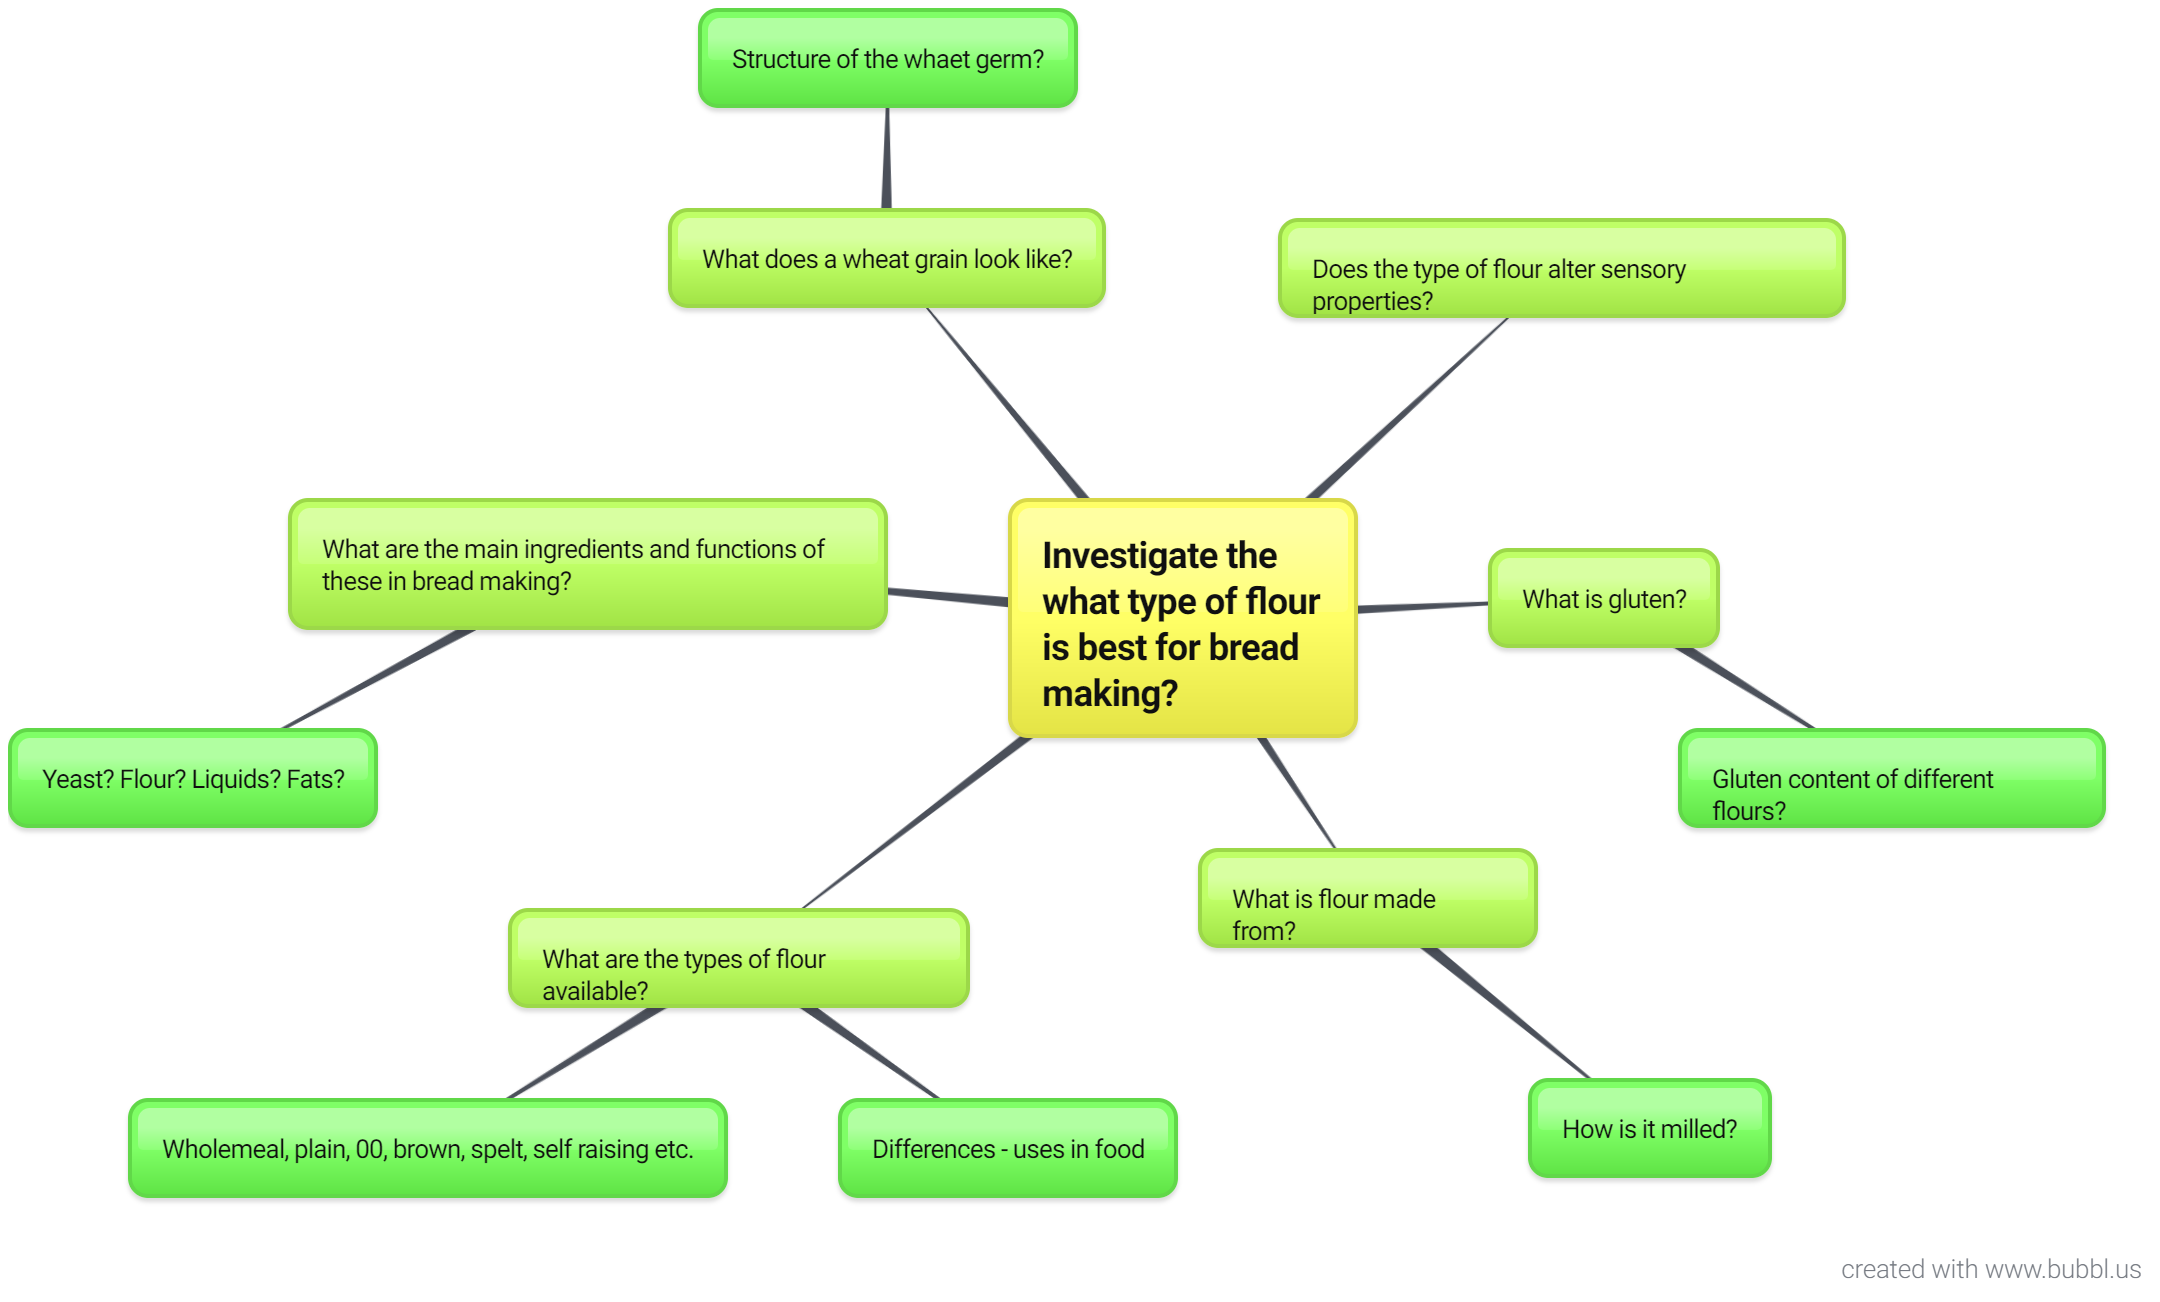 Structure of the whaet germ?
What does a wheat grain look like?
Does the type of flour alter sensory
properties?
What are the main ingredients and functions of
these in bread making?
Investigate the
what type of flour
is best for bread
making?
What is gluten?
Yeast? Flour? Liquids? Fats?
Gluten content of different
flours?
What is flour made
from?
What are the types of flour
available?
Wholemeal, plain, 00, brown, spelt, self raising etc.
Differences - uses in food
How is it milled?
created with www.bubbl.us